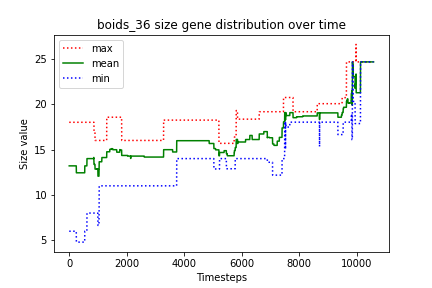 boids_36 size gene distribution over time
max
mean
min
Size value
25
20
15
10
5
0
2000
4000
6000
8000
10000
Timesteps